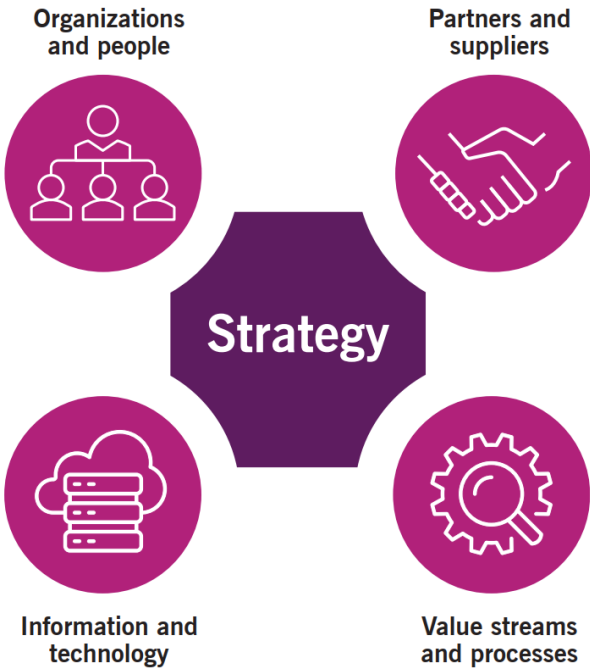 Organizations
and people
Partners and
suppliers
Strategy
Information and
technology
Value streams
and processes